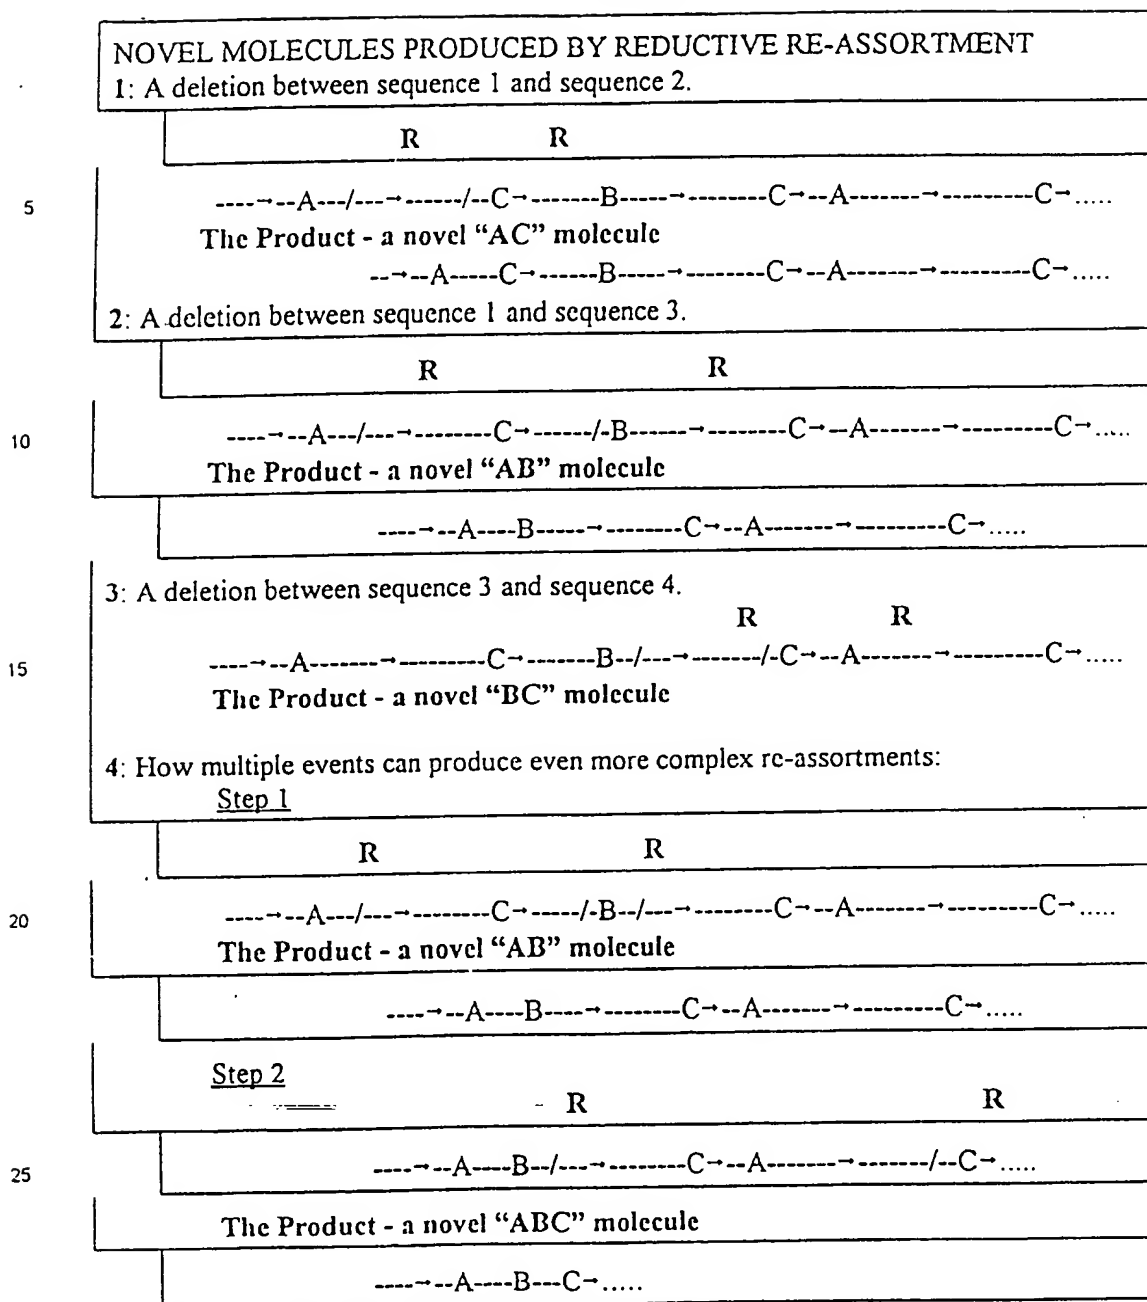 NOVEL MOLECULES PRODUCED BY REDUCTIVE RE-ASSORTMENT
1: A deletion between sequence 1 and sequence 2.
R R
5 ----→--A---/---→------/--C→-------B-----→--------C→--A-------→---------C→.....
The Product - a novel “AC” molecule
--→--A-----C→------B-----→--------C→--A-------→---------C→.....
2: A deletion between sequence 1 and sequence 3.
R R
10 ----→--A---/---→--------C→------/-B------→--------C→--A-------→---------C→.....
The Product - a novel “AB” molecule
----→--A----B-----→--------C→--A-------→---------C→.....
3: A deletion between sequence 3 and sequence 4.
R R
15 ----→--A-------→--------C→-------B--/---→-------/-C→--A-------→---------C→.....
The Product - a novel “BC” molecule
4: How multiple events can produce even more complex re-assortments:
Step 1
R R
20 ----→--A---/---→--------C→-----/-B--/---→--------C→--A-------→---------C→.....
The Product - a novel “AB” molecule
----→--A----B----→--------C→--A-------→---------C→.....
Step 2
R R
25 ----→--A----B--/---→--------C→--A-------→-------/--C→.....
The Product - a novel “ABC” molecule
----→--A----B---C→.....